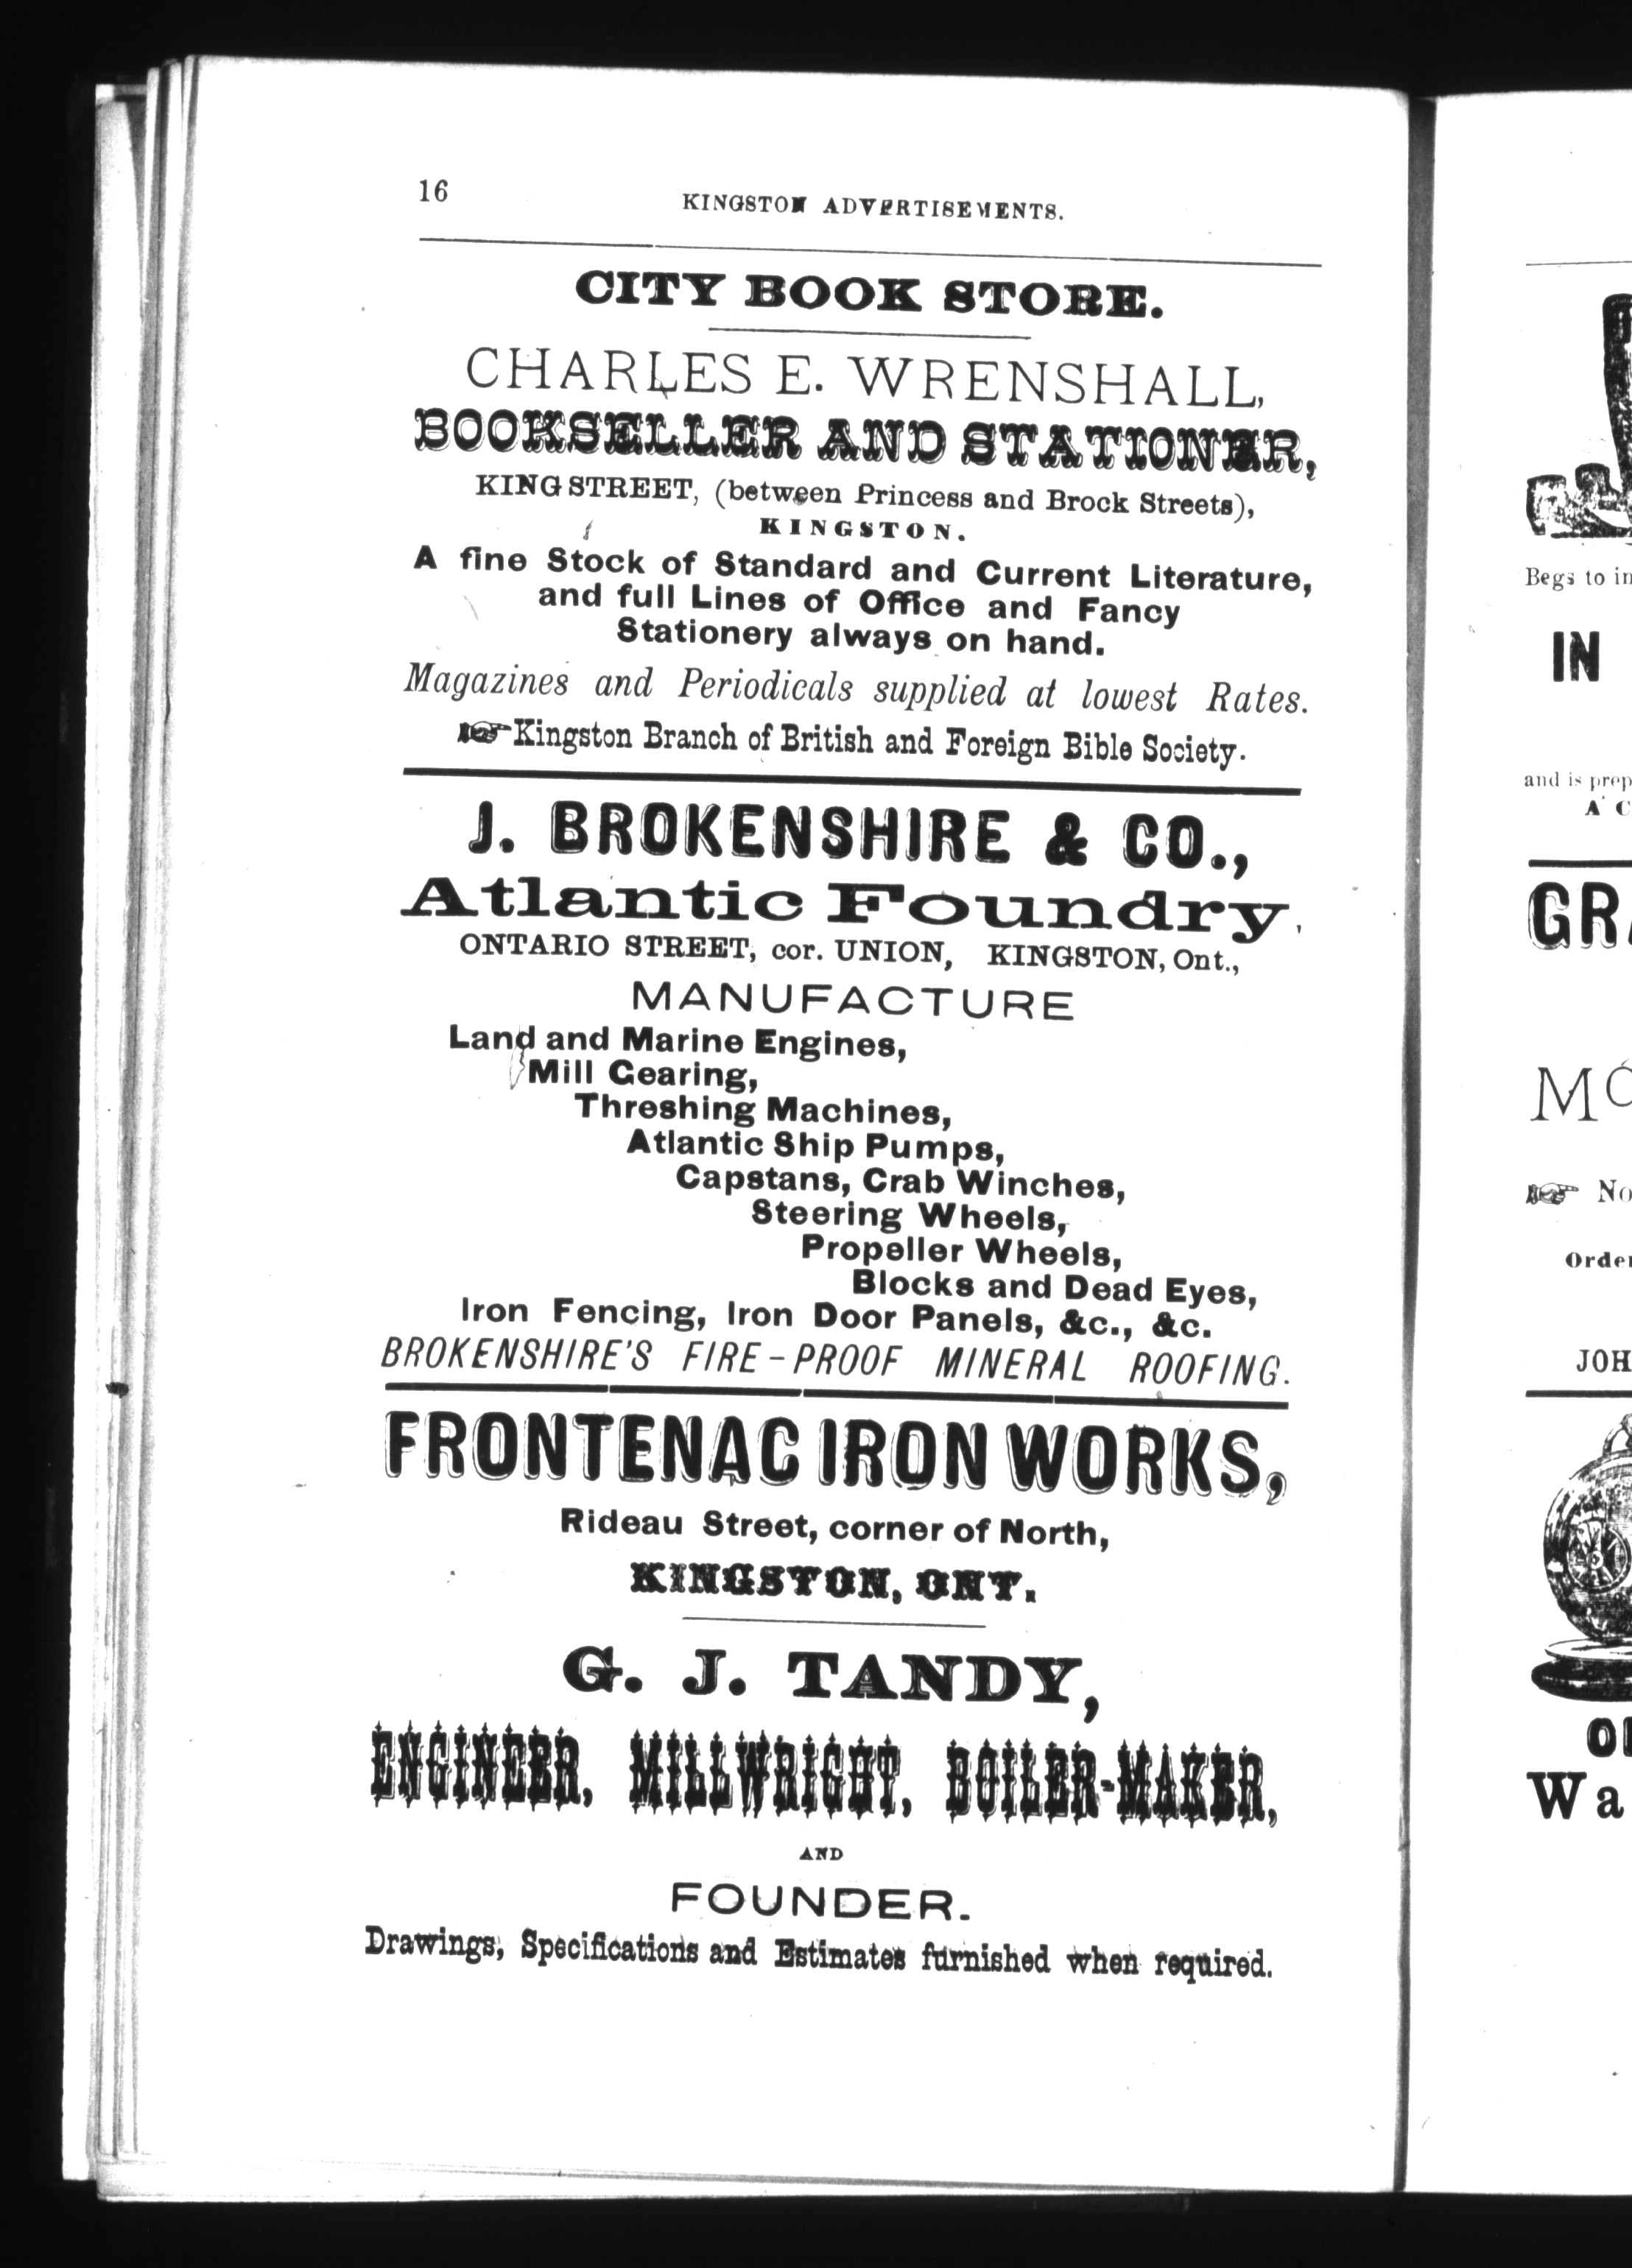 16
KINGSTON ADVERTISEMENTS.
CITY BOOK STORE.
CHARLES E. WRENSHALL,
BOOKSELLER AND STATIONER,
KING STREET, (between Princess and Brock Streets),
KINGSTON.
A fine Stock of Standard and Current Literature,
and full Lines of Office and Fancy
Stationery always on hand.
Magazines and Periodicals supplied at lowest Rates.
☞Kingston Branch of British and Foreign Bible Society.
J. BROKENSHIRE & CO.,
Atlantic Foundry,
ONTARIO STREET, cor. UNION, KINGSTON, Ont.,
MANUFACTURE
Land and Marine Engines,
Mill Gearing,
Threshing Machines,
Atlantic Ship Pumps,
Capstans, Crab Winches,
Steering Wheels,
Propeller Wheels,
Blocks and Dead Eyes,
Iron Fencing, Iron Door Panels, &c., &c.
BROKENSHIRE'S FIRE-PROOF MINERAL ROOFING.
FRONTENAC IRON WORKS,
Rideau Street, corner of North,
KINGSTON, ONT.
G. J. TANDY,
ENGINEER, MILLWRIGHT, BOILER-MAKER,
AND
FOUNDER.
Drawings, Specifications and Estimates furnished when required.
Begs to in
IN
and is prep
A C
GRA
MC
☞ No
Order
JOH
Wa